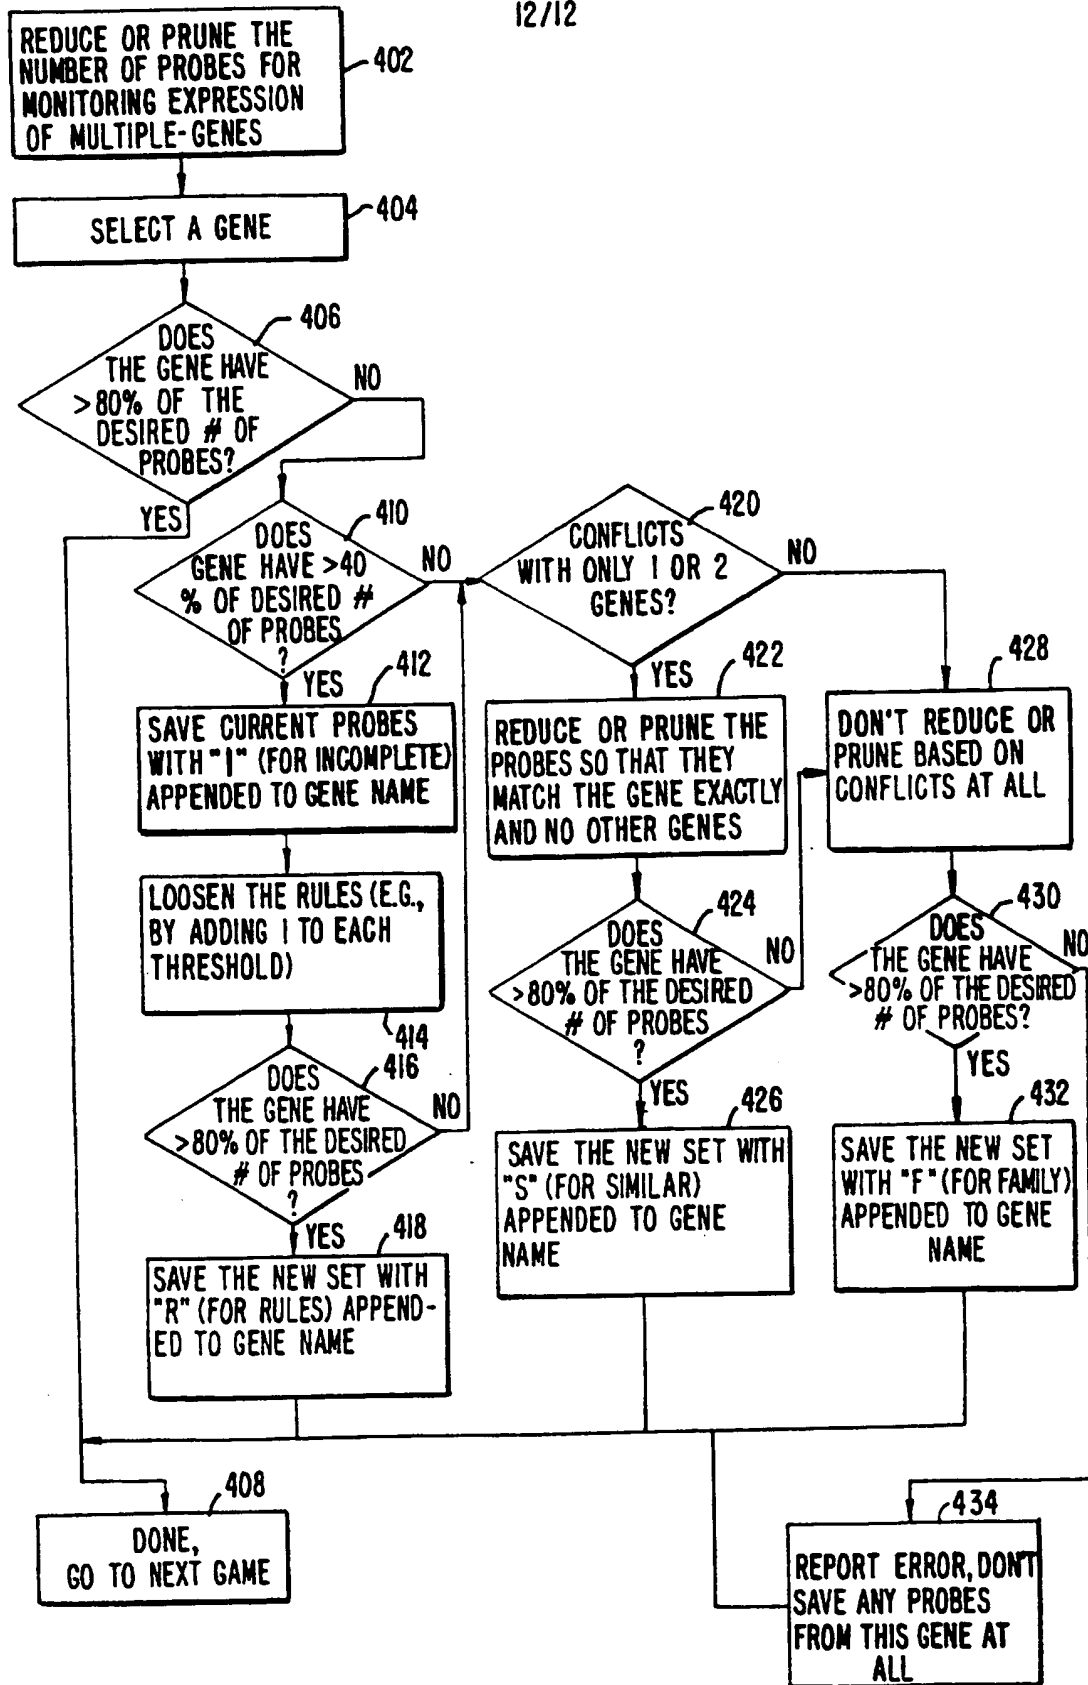 12/12
REDUCE OR PRUNE THE
NUMBER OF PROBES FOR
MONITORING EXPRESSION
OF MULTIPLE-GENES
402
SELECT A GENE
404
DOES
THE GENE HAVE
>80% OF THE
DESIRED # OF
PROBES?
406
NO
YES
DOES
GENE HAVE >40
% OF DESIRED #
OF PROBES
?
410
NO
YES
SAVE CURRENT PROBES
WITH "I" (FOR INCOMPLETE)
APPENDED TO GENE NAME
412
LOOSEN THE RULES (E.G.,
BY ADDING 1 TO EACH
THRESHOLD)
414
DOES
THE GENE HAVE
>80% OF THE DESIRED
# OF PROBES
?
416
NO
YES
SAVE THE NEW SET WITH
"R" (FOR RULES) APPEND-
ED TO GENE NAME
418
CONFLICTS
WITH ONLY 1 OR 2
GENES?
420
NO
YES
REDUCE OR PRUNE THE
PROBES SO THAT THEY
MATCH THE GENE EXACTLY
AND NO OTHER GENES
422
DOES
THE GENE HAVE
>80% OF THE DESIRED
# OF PROBES
?
424
NO
YES
SAVE THE NEW SET WITH
"S" (FOR SIMILAR)
APPENDED TO GENE
NAME
426
DON'T REDUCE OR
PRUNE BASED ON
CONFLICTS AT ALL
428
DOES
THE GENE HAVE
>80% OF THE DESIRED
# OF PROBES?
430
NO
YES
SAVE THE NEW SET
WITH "F" (FOR FAMILY)
APPENDED TO GENE
NAME
432
DONE,
GO TO NEXT GAME
408
REPORT ERROR, DON'T
SAVE ANY PROBES
FROM THIS GENE AT
ALL
434